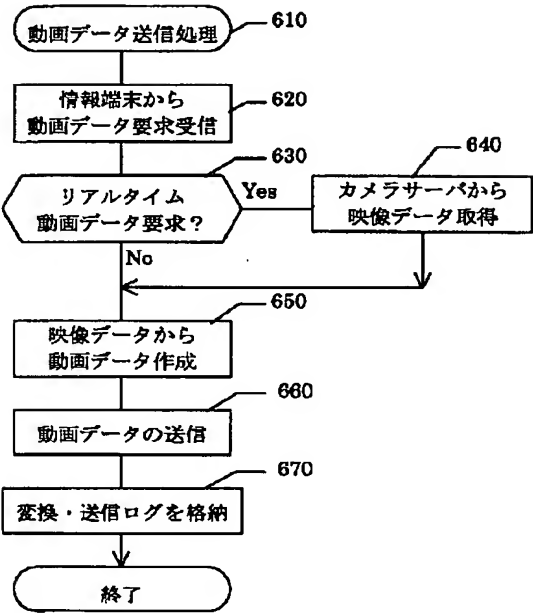 動画データ送信処理
610
情報端末から
動画データ要求受信
620
630
リアルタイム
動画データ要求？
Yes
640
カメラサーバから
映像データ取得
No
650
映像データから
動画データ作成
660
動画データの送信
670
変換・送信ログを格納
終了